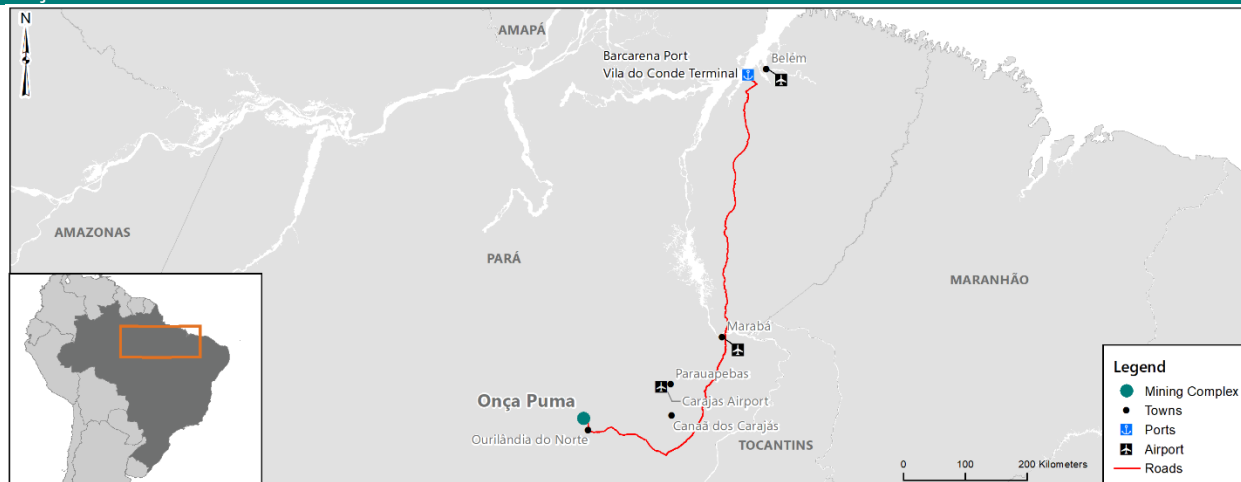 N
AMAPÁ
Barcarena Port
Vila do Conde Terminal
Belém
AMAZONAS
PARÁ
MARANHÃO
Marabá
Parauapebas
Carajas Airport
Onça Puma
Canaã dos Carajás
Ourilândia do Norte
TOCANTINS
Legend
Mining Complex
Towns
Ports
Airport
Roads
0 100 200 Kilometers